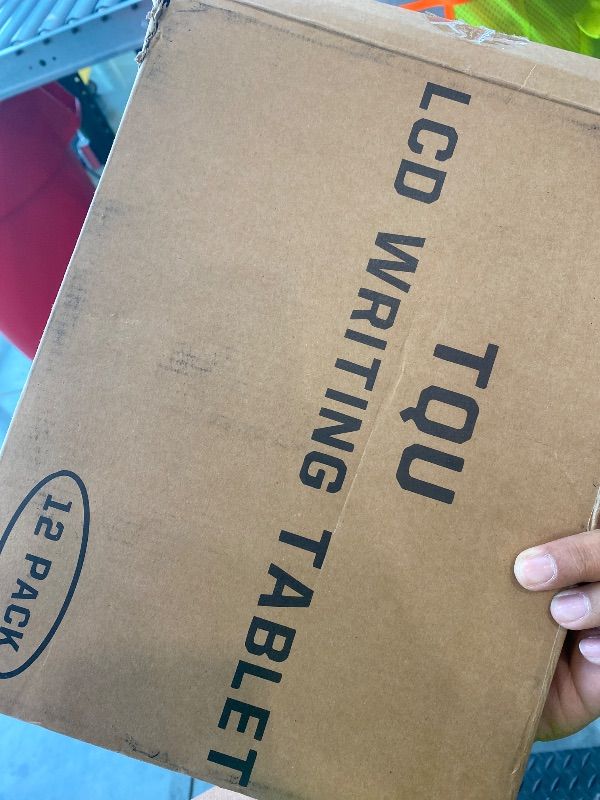 TQU
LCD WRITING TABLET
12 PACK